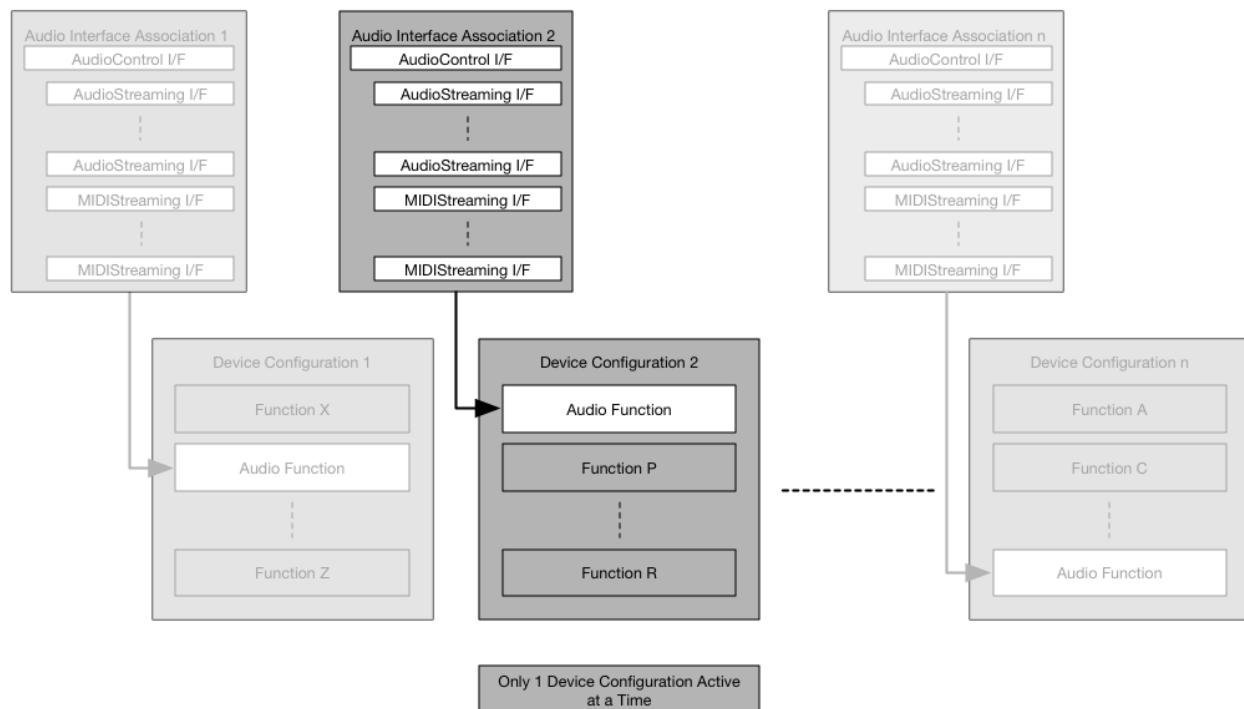 Audio Interface Association 1
AudioControl I/F
AudioStreaming I/F
AudioStreaming I/F
MIDIStreaming I/F
MIDIStreaming I/F
Audio Interface Association 2
AudioControl I/F
AudioStreaming I/F
AudioStreaming I/F
MIDIStreaming I/F
MIDIStreaming I/F
Audio Interface Association n
AudioControl I/F
AudioStreaming I/F
AudioStreaming I/F
MIDIStreaming I/F
MIDIStreaming I/F
Device Configuration 1
Function X
Audio Function
Function Z
Device Configuration 2
Audio Function
Function P
Function R
Device Configuration n
Function A
Function C
Audio Function
Only 1 Device Configuration Active
at a Time